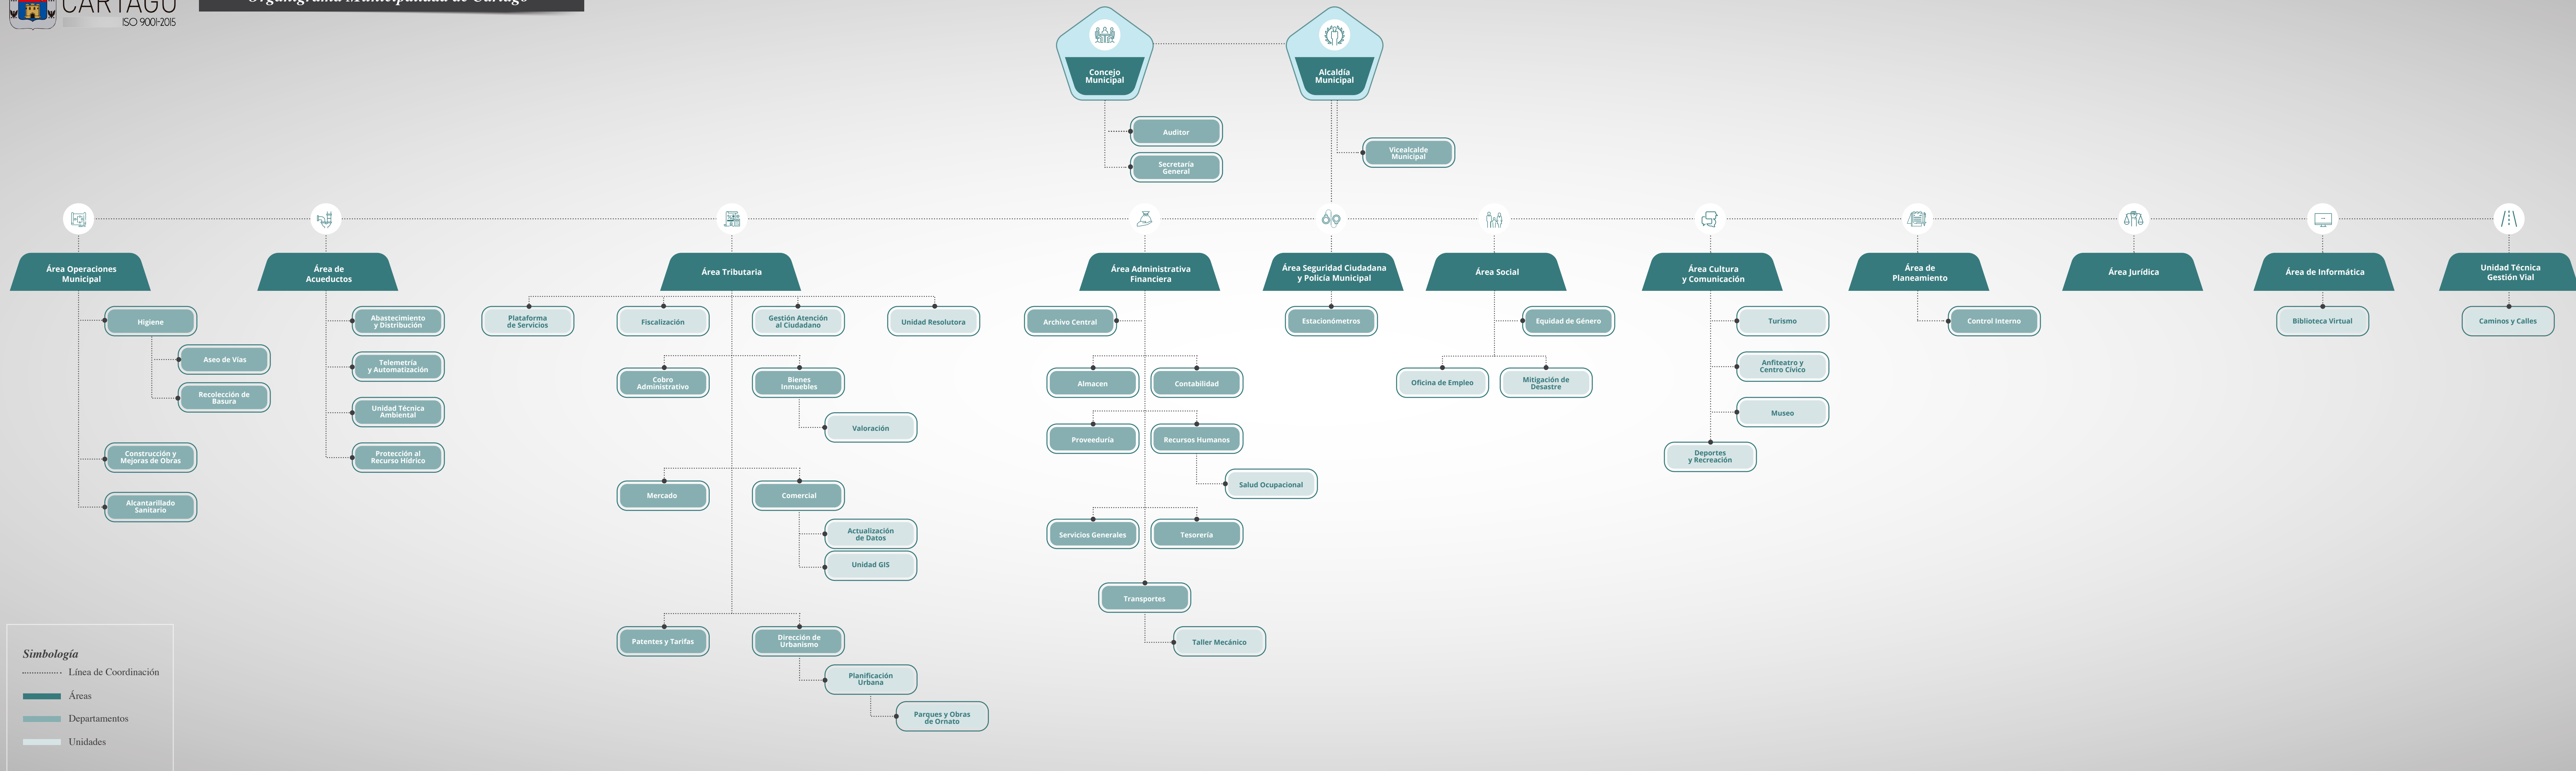 CARTAGO
ISO 9001-2015
Organigrama Municipalidad de Cartago
Concejo
Municipal
Alcaldía
Municipal
Auditor
Secretaría
General
Vicealcalde
Municipal
Área Operaciones
Municipal
Higiene
Aseo de Vías
Recolección de
Basura
Construcción y
Mejoras de Obras
Alcantarillado
Sanitario
Área de
Acueductos
Abastecimiento
y Distribución
Telemetría
y Automatización
Unidad Técnica
Ambiental
Protección al
Recurso Hídrico
Área Tributaria
Plataforma
de Servicios
Fiscalización
Gestión Atención
al Ciudadano
Unidad Resolutora
Cobro
Administrativo
Bienes
Inmuebles
Valoración
Mercado
Comercial
Actualización
de Datos
Unidad GIS
Patentes y Tarifas
Dirección de
Urbanismo
Planificación
Urbana
Parques y Obras
de Ornato
Área Administrativa
Financiera
Archivo Central
Almacen
Contabilidad
Proveeduría
Recursos Humanos
Salud Ocupacional
Servicios Generales
Tesorería
Transportes
Taller Mecánico
Área Seguridad Ciudadana
y Policía Municipal
Estacionómetros
Área Social
Equidad de Género
Oficina de Empleo
Mitigación de
Desastre
Área Cultura
y Comunicación
Turismo
Anfiteatro y
Centro Cívico
Museo
Deportes
y Recreación
Área de
Planeamiento
Control Interno
Área Jurídica
Área de Informática
Biblioteca Virtual
Unidad Técnica
Gestión Vial
Caminos y Calles
Simbología
Línea de Coordinación
Áreas
Departamentos
Unidades